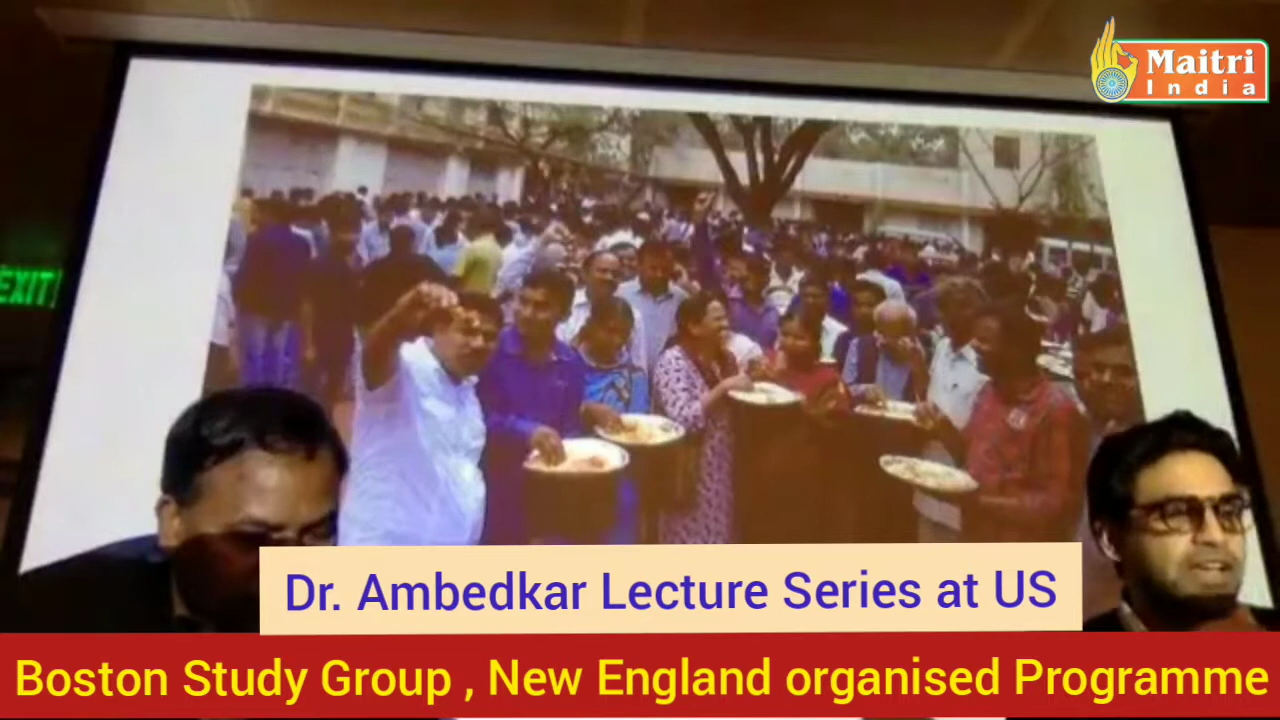 Maitri
India
EXIT
Dr. Ambedkar Lecture Series at US
Boston Study Group , New England organised Programme